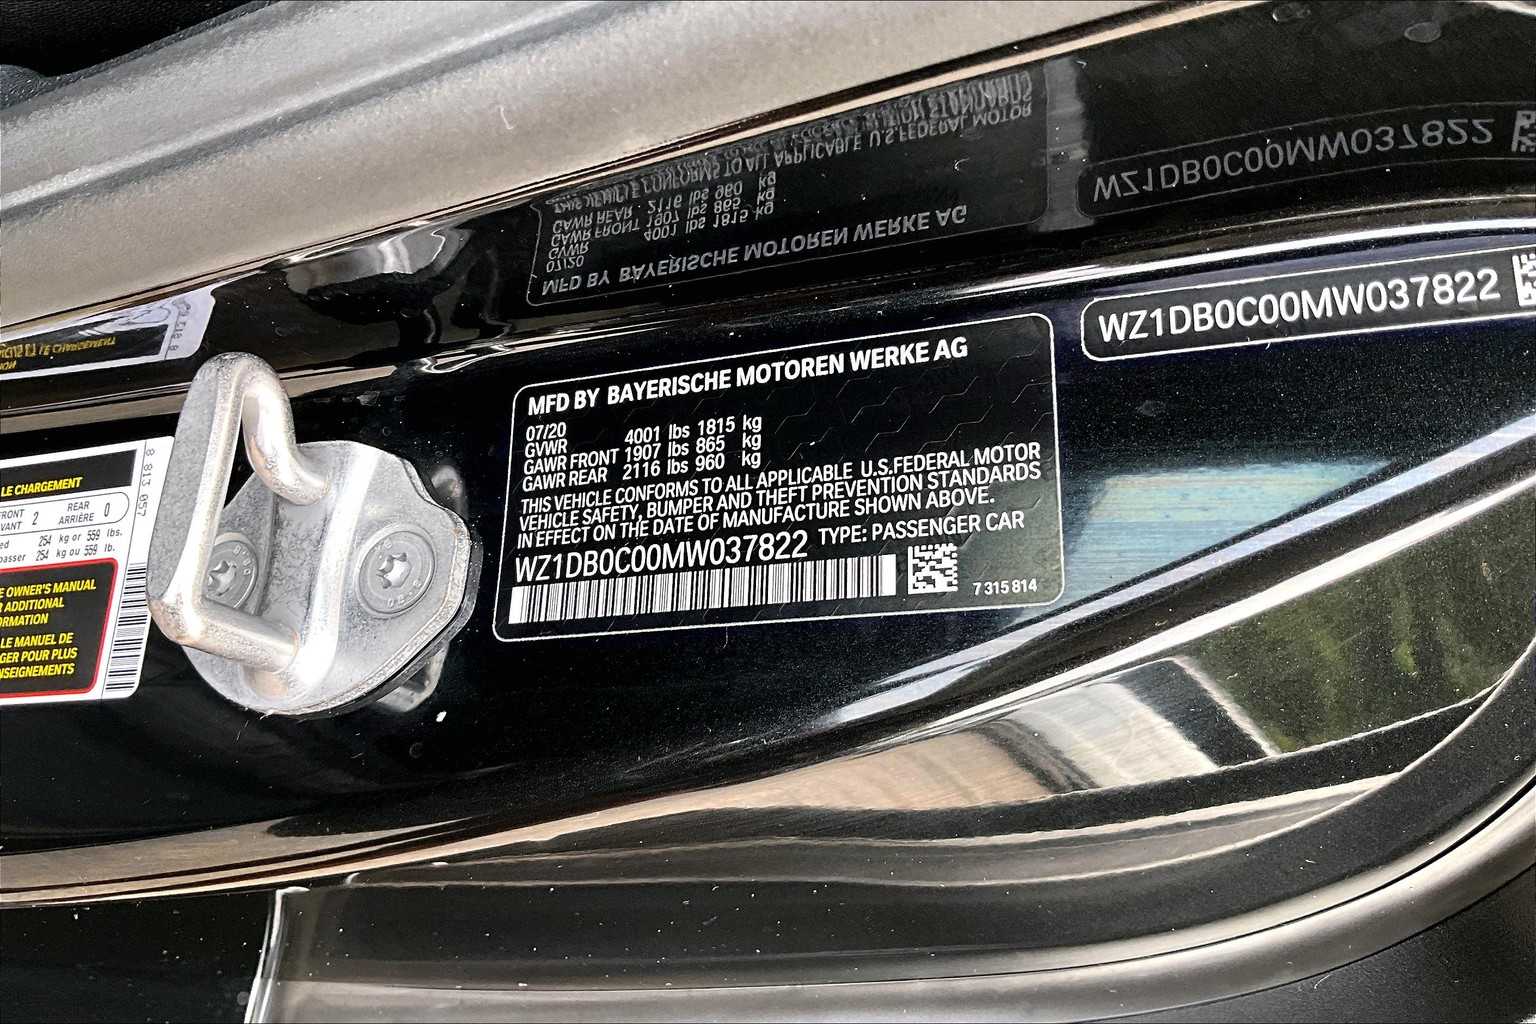 WZ1DB0C00MW037822
MFD BY BAYERISCHE MOTOREN WERKE AG
07/20
GVWR 4001 lbs 1815 kg
GAWR FRONT 1907 lbs 865 kg
GAWR REAR 2116 lbs 960 kg
THIS VEHICLE CONFORMS TO ALL APPLICABLE U.S.FEDERAL MOTOR
VEHICLE SAFETY, BUMPER AND THEFT PREVENTION STANDARDS
IN EFFECT ON THE DATE OF MANUFACTURE SHOWN ABOVE.
WZ1DB0C00MW037822 TYPE: PASSENGER CAR
7 315 814
LE CHARGEMENT
FRONT 2 REAR 0
AVANT ARRIÈRE
254 kg or 559 lbs.
254 kg ou 559 lb.
8 813 057
OWNER'S MANUAL
ADDITIONAL
LE MANUEL DE
POUR PLUS